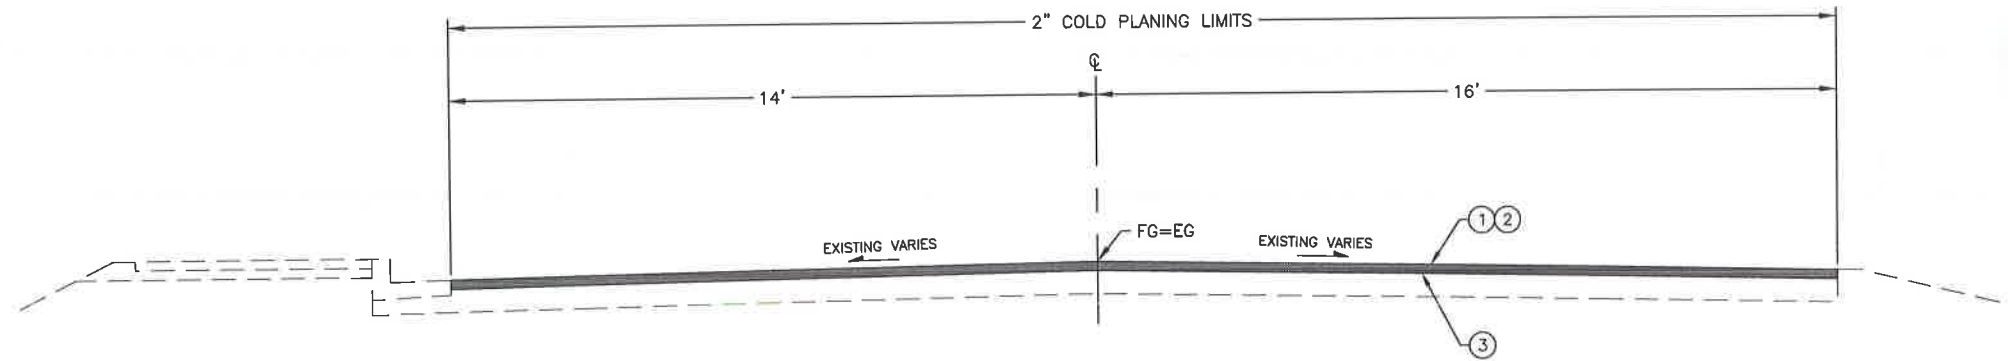 2" COLD PLANING LIMITS
℄
14'
16'
FG=EG
1 2
EXISTING VARIES
EXISTING VARIES
3